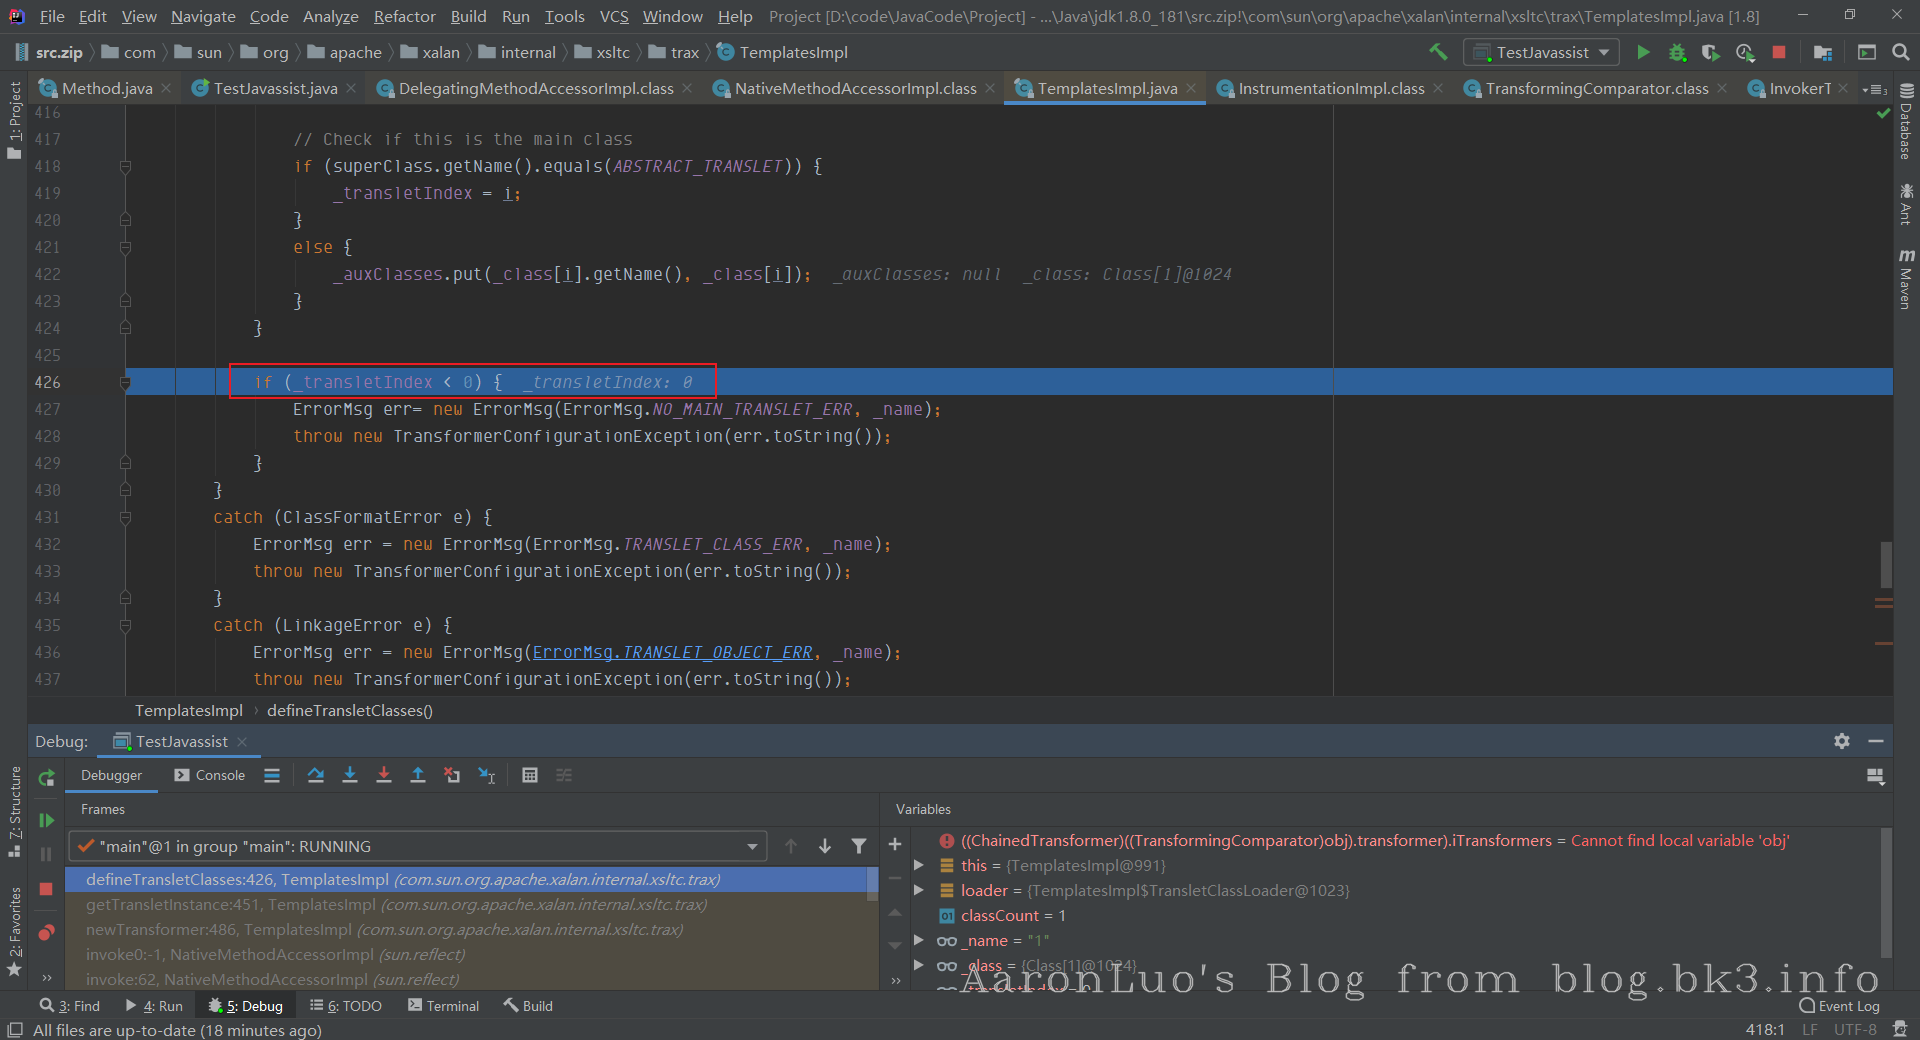 File Edit View Navigate Code Analyze Refactor Build Run Tools VCS Window Help Project [D:\code\JavaCode\Project] - ...\Java\jdk1.8.0_181\src.zip!\com\sun\org\apache\xalan\internal\xsltc\trax\TemplatesImpl.java [1.8]
src.zip com sun org apache xalan internal xsltc trax TemplatesImpl TestJavassist
Method.java TestJavassist.java DelegatingMethodAccessorImpl.class NativeMethodAccessorImpl.class TemplatesImpl.java InstrumentationImpl.class TransformingComparator.class InvokerT 3
1: Project
Database
Ant
Maven
416
417 // Check if this is the main class
418 if (superClass.getName().equals(ABSTRACT_TRANSLET)) {
419 _transletIndex = i;
420 }
421 else {
422 _auxClasses.put(_class[i].getName(), _class[i]); _auxClasses: null _class: Class[1]@1024
423 }
424 }
425
426 if (_transletIndex < 0) { _transletIndex: 0
427 ErrorMsg err= new ErrorMsg(ErrorMsg.NO_MAIN_TRANSLET_ERR, _name);
428 throw new TransformerConfigurationException(err.toString());
429 }
430 }
431 catch (ClassFormatError e) {
432 ErrorMsg err = new ErrorMsg(ErrorMsg.TRANSLET_CLASS_ERR, _name);
433 throw new TransformerConfigurationException(err.toString());
434 }
435 catch (LinkageError e) {
436 ErrorMsg err = new ErrorMsg(ErrorMsg.TRANSLET_OBJECT_ERR, _name);
437 throw new TransformerConfigurationException(err.toString());
TemplatesImpl › defineTransletClasses()
Debug: TestJavassist
Debugger Console
7: Structure
2: Favorites
Frames
"main"@1 in group "main": RUNNING
defineTransletClasses:426, TemplatesImpl (com.sun.org.apache.xalan.internal.xsltc.trax)
getTransletInstance:451, TemplatesImpl (com.sun.org.apache.xalan.internal.xsltc.trax)
newTransformer:486, TemplatesImpl (com.sun.org.apache.xalan.internal.xsltc.trax)
invoke0:-1, NativeMethodAccessorImpl (sun.reflect)
invoke:62, NativeMethodAccessorImpl (sun.reflect)
Variables
((ChainedTransformer)((TransformingComparator)obj).transformer).iTransformers = Cannot find local variable 'obj'
this = {TemplatesImpl@991}
loader = {TemplatesImpl$TransletClassLoader@1023}
classCount = 1
_name = "1"
_class = {Class[1]@1024}
AaronLuo's Blog from blog.bk3.info
3: Find 4: Run 5: Debug 6: TODO Terminal Build Event Log
All files are up-to-date (18 minutes ago) 418:1 LF UTF-8